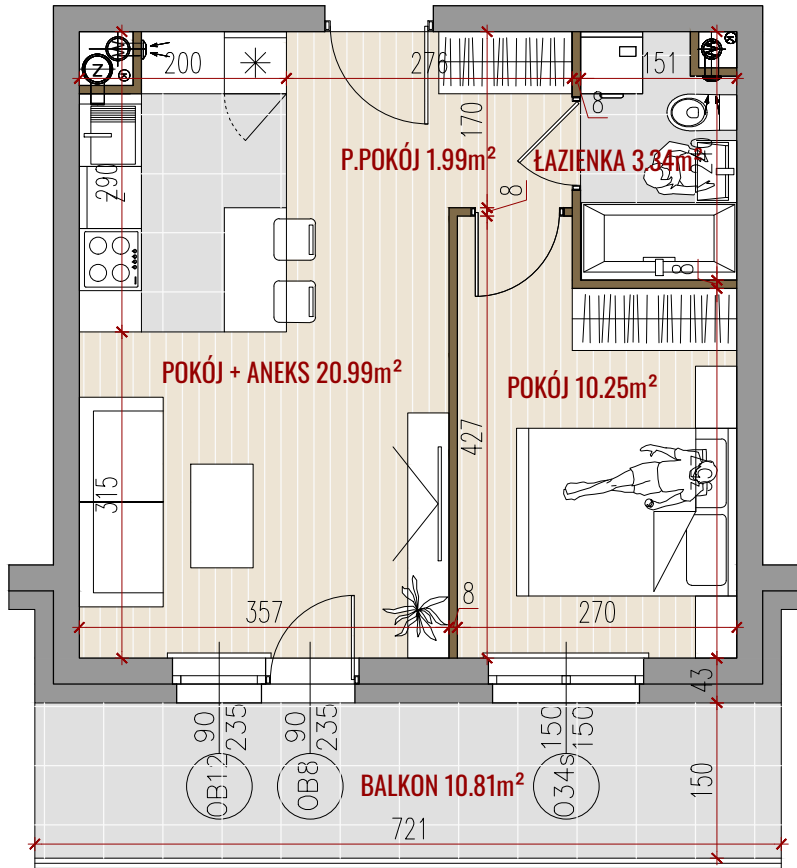 200
276
151
8
170
P.POKÓJ 1.99m²
ŁAZIENKA 3.34m²
290
Z
8
8
POKÓJ + ANEKS 20.99m²
POKÓJ 10.25m²
427
315
357
8
270
43
OB12 90 235
OB8 90 235
O34s 150 150
BALKON 10.81m²
150
721